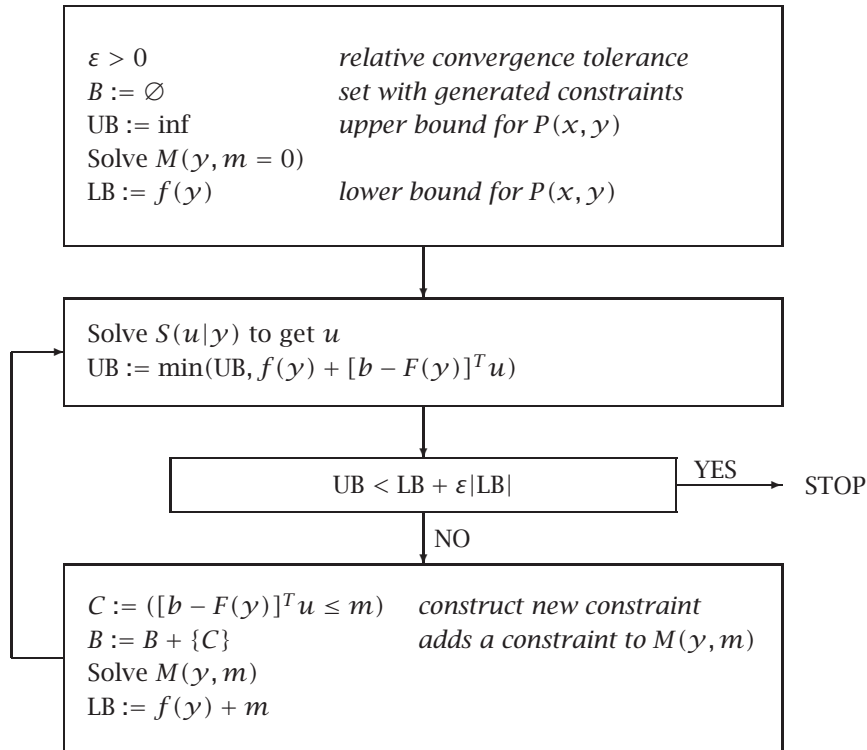 ε > 0 relative convergence tolerance
B := ∅ set with generated constraints
UB := inf upper bound for P(x, y)
Solve M(y, m = 0)
LB := f(y) lower bound for P(x, y)
Solve S(u|y) to get u
UB := min(UB, f(y) + [b − F(y)]ᵀu)
UB < LB + ε|LB|
YES
STOP
NO
C := ([b − F(y)]ᵀu ≤ m) construct new constraint
B := B + {C} adds a constraint to M(y, m)
Solve M(y, m)
LB := f(y) + m